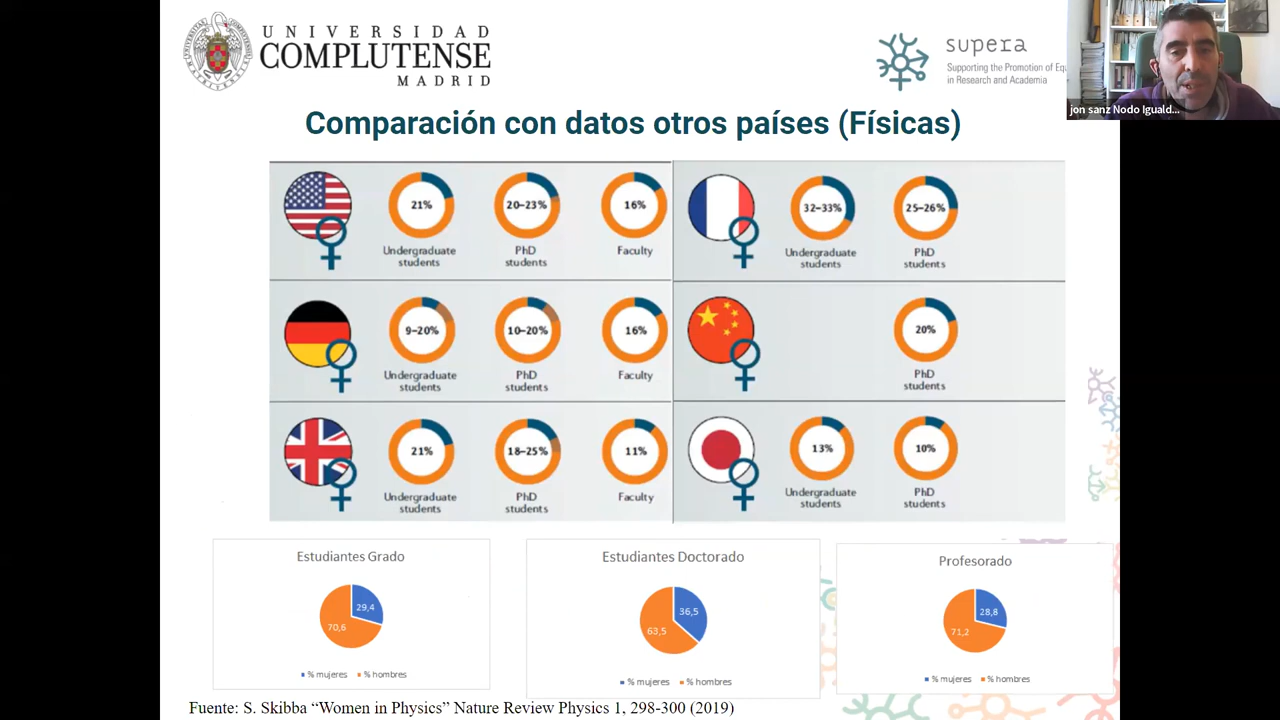 UNIVERSIDAD
COMPLUTENSE
MADRID
supera
Supporting the Promotion of Eq
in Research and Academia
jon sanz Nodo Iguald...
Comparación con datos otros países (Físicas)
21%
20–23%
16%
Undergraduate
students
PhD
students
Faculty
32–33%
25–26%
Undergraduate
students
PhD
students
9–20%
10–20%
16%
Undergraduate
students
PhD
students
Faculty
20%
PhD
students
21%
18–25%
11%
Undergraduate
students
PhD
students
Faculty
13%
10%
Undergraduate
students
PhD
students
Estudiantes Grado
29,4
70,6
% mujeres
% hombres
Estudiantes Doctorado
36,5
63,5
% mujeres
% hombres
Profesorado
28,8
71,2
% mujeres
% hombres
Fuente: S. Skibba “Women in Physics” Nature Review Physics 1, 298-300 (2019)